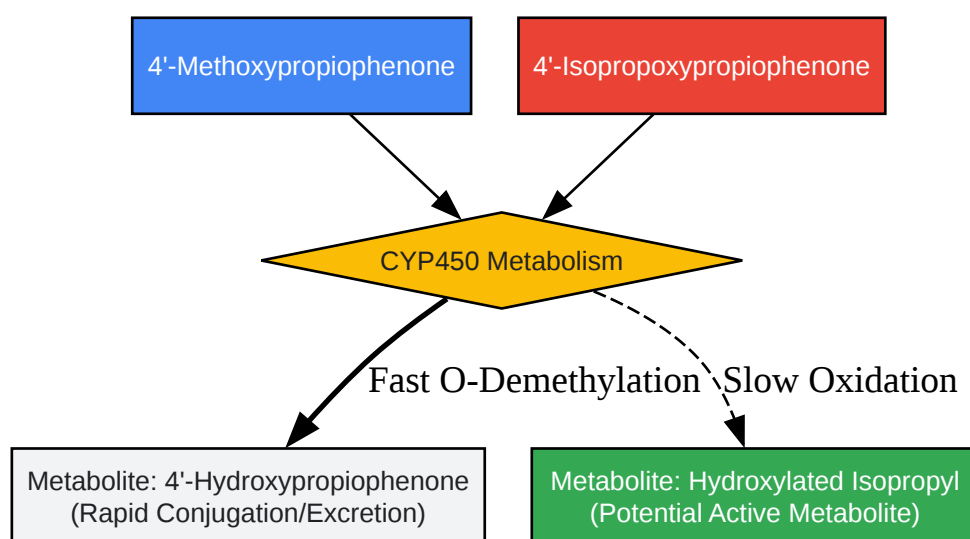 4'-Methoxypropiophenone
4'-Isopropoxypropiophenone
CYP450 Metabolism
Fast O-Demethylation
Slow Oxidation
Metabolite: 4'-Hydroxypropiophenone
(Rapid Conjugation/Excretion)
Metabolite: Hydroxylated Isopropyl
(Potential Active Metabolite)